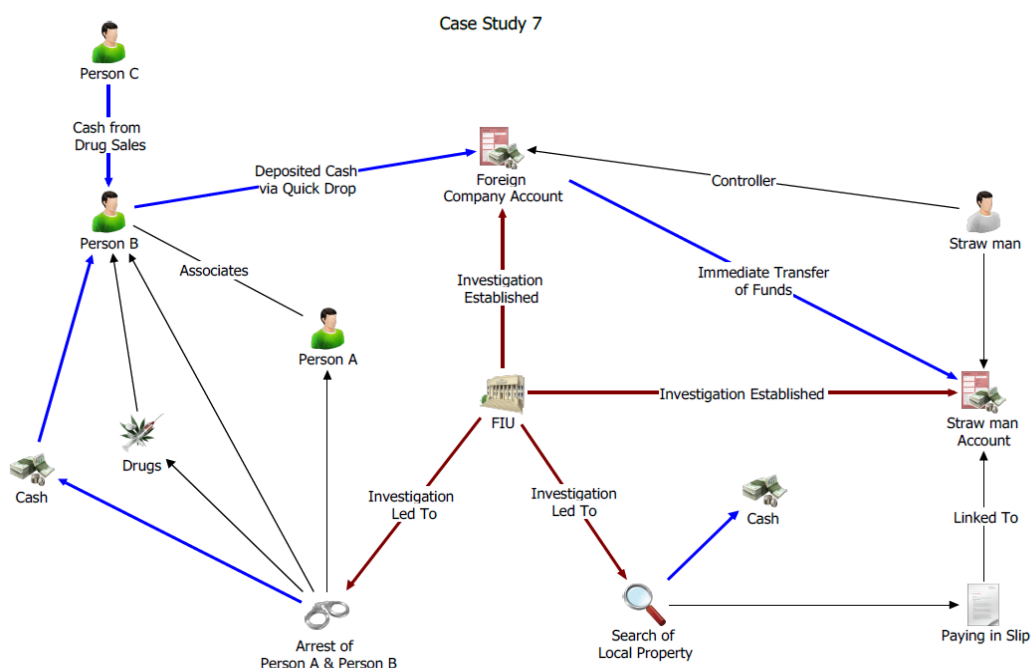 Case Study 7
Person C
Cash from
Drug Sales
Deposited Cash
via Quick Drop
Foreign
Company Account
Controller
Person B
Straw man
Associates
Investigation
Established
Immediate Transfer
of Funds
Person A
Investigation Established
FIU
Straw man
Account
Drugs
Cash
Investigation
Led To
Investigation
Led To
Cash
Linked To
Arrest of
Person A & Person B
Search of
Local Property
Paying in Slip